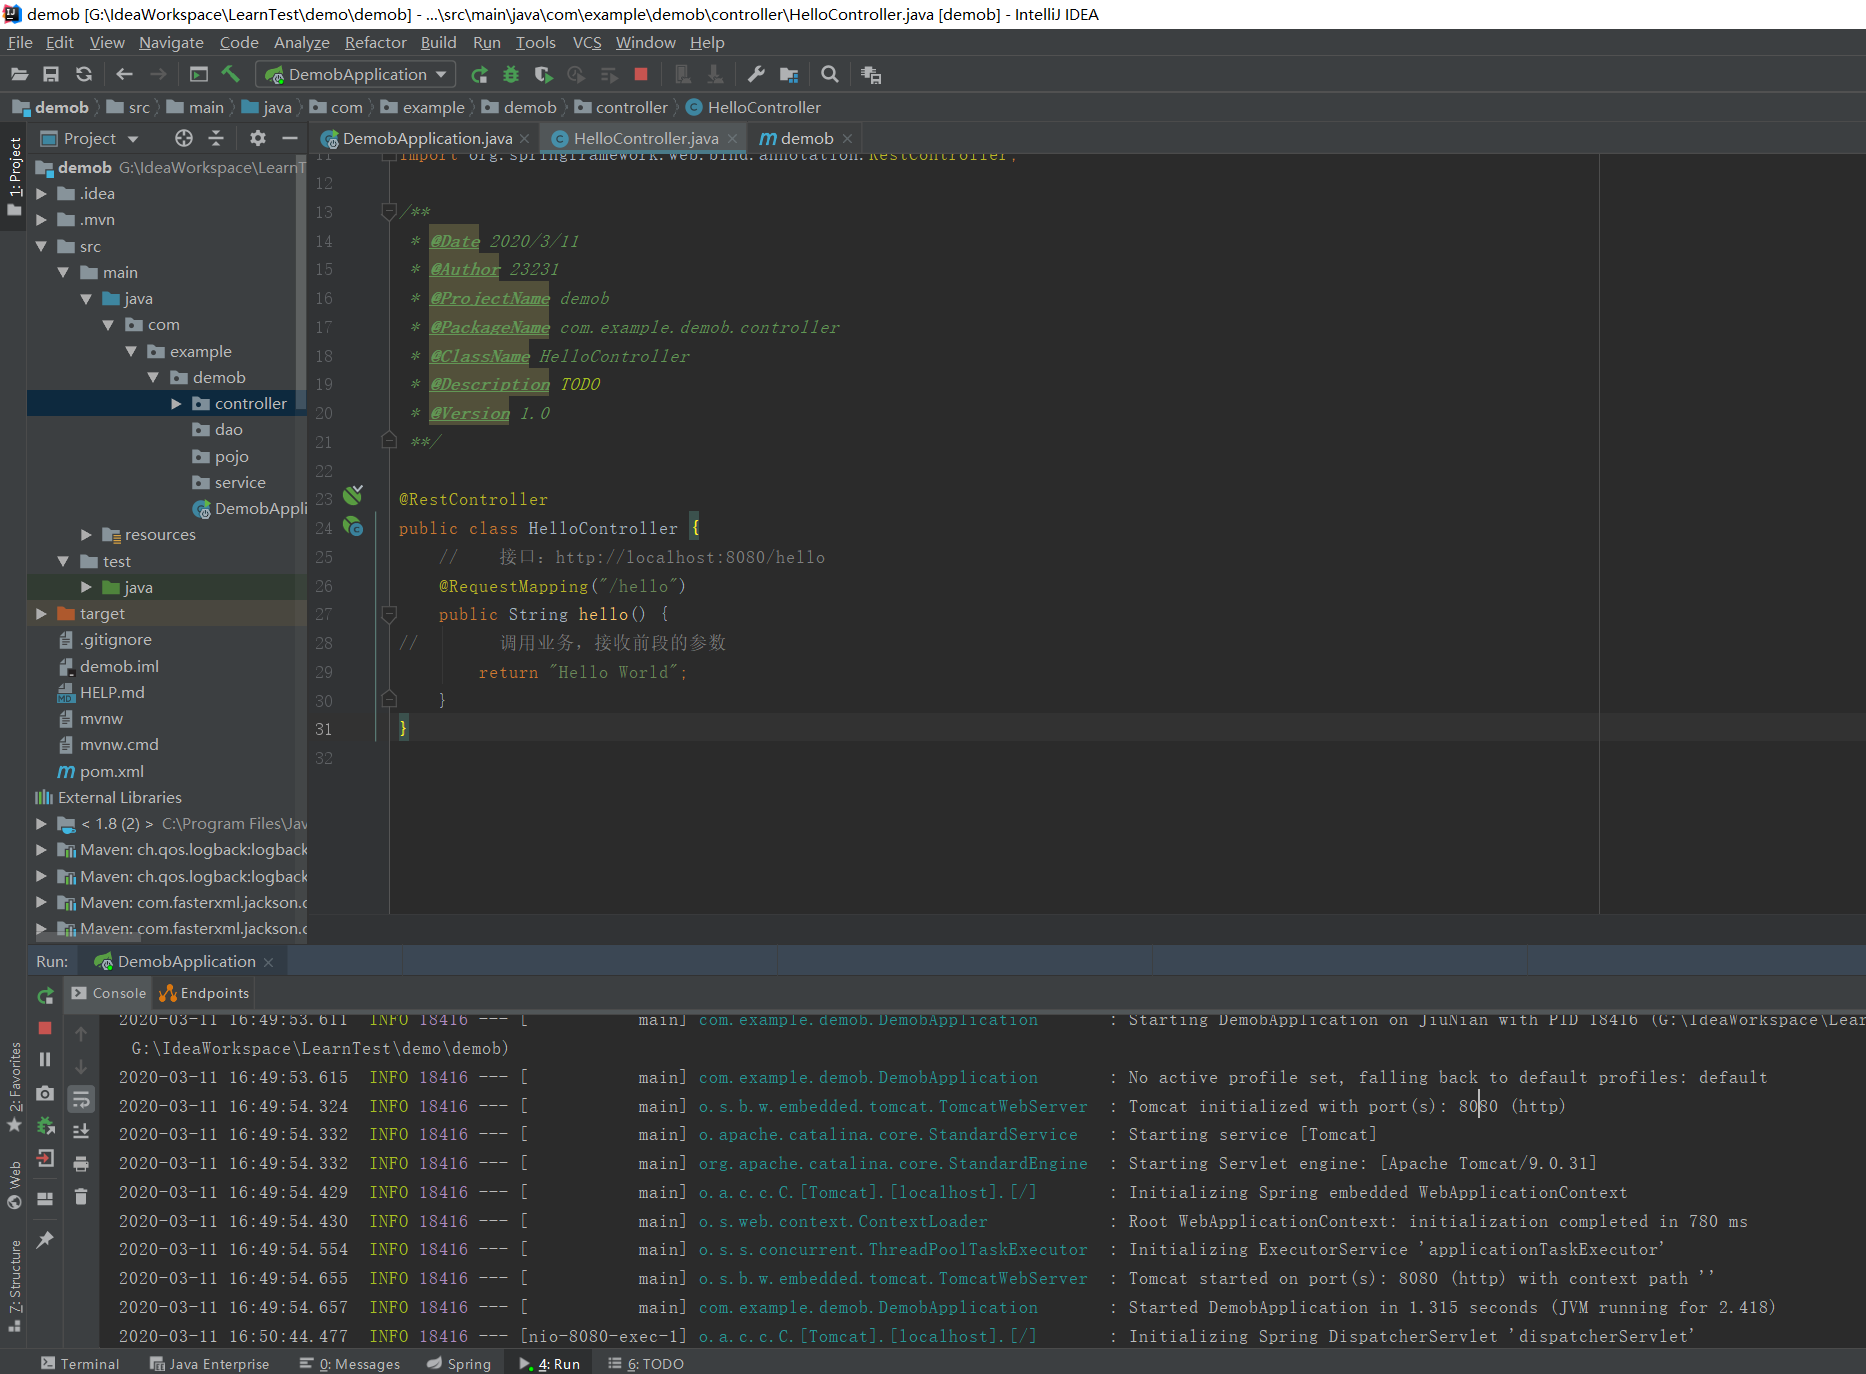 demob [G:\IdeaWorkspace\LearnTest\demo\demob] - ...\src\main\java\com\example\demob\controller\HelloController.java [demob] - IntelliJ IDEA
File Edit View Navigate Code Analyze Refactor Build Run Tools VCS Window Help
DemobApplication
demob src main java com example demob controller HelloController
Project
DemobApplication.java HelloController.java demob
1: Project
demob G:\IdeaWorkspace\LearnT
.idea
.mvn
src
main
java
com
example
demob
controller
dao
pojo
service
DemobAppli
resources
test
java
target
.gitignore
demob.iml
HELP.md
mvnw
mvnw.cmd
pom.xml
External Libraries
< 1.8 (2) > C:\Program Files\Jav
Maven: ch.qos.logback:logback
Maven: ch.qos.logback:logback
Maven: com.fasterxml.jackson.c
Maven: com.fasterxml.jackson.c
11 import org.springframework.web.bind.annotation.RestController;
12
13 /**
14 * @Date 2020/3/11
15 * @Author 23231
16 * @ProjectName demob
17 * @PackageName com.example.demob.controller
18 * @ClassName HelloController
19 * @Description TODO
20 * @Version 1.0
21 **/
22
23 @RestController
24 public class HelloController {
25 // 接口: http://localhost:8080/hello
26 @RequestMapping("/hello")
27 public String hello() {
28 // 调用业务，接收前段的参数
29 return "Hello World";
30 }
31 }
32
Run: DemobApplication
Console Endpoints
2020-03-11 16:49:53.611 INFO 18416 --- [ main] com.example.demob.DemobApplication : Starting DemobApplication on JiuNian with PID 18416 (G:\IdeaWorkspace\Lear
G:\IdeaWorkspace\LearnTest\demo\demob)
2020-03-11 16:49:53.615 INFO 18416 --- [ main] com.example.demob.DemobApplication : No active profile set, falling back to default profiles: default
2020-03-11 16:49:54.324 INFO 18416 --- [ main] o.s.b.w.embedded.tomcat.TomcatWebServer : Tomcat initialized with port(s): 8080 (http)
2020-03-11 16:49:54.332 INFO 18416 --- [ main] o.apache.catalina.core.StandardService : Starting service [Tomcat]
2020-03-11 16:49:54.332 INFO 18416 --- [ main] org.apache.catalina.core.StandardEngine : Starting Servlet engine: [Apache Tomcat/9.0.31]
2020-03-11 16:49:54.429 INFO 18416 --- [ main] o.a.c.c.C.[Tomcat].[localhost].[/] : Initializing Spring embedded WebApplicationContext
2020-03-11 16:49:54.430 INFO 18416 --- [ main] o.s.web.context.ContextLoader : Root WebApplicationContext: initialization completed in 780 ms
2020-03-11 16:49:54.554 INFO 18416 --- [ main] o.s.s.concurrent.ThreadPoolTaskExecutor : Initializing ExecutorService 'applicationTaskExecutor'
2020-03-11 16:49:54.655 INFO 18416 --- [ main] o.s.b.w.embedded.tomcat.TomcatWebServer : Tomcat started on port(s): 8080 (http) with context path ''
2020-03-11 16:49:54.657 INFO 18416 --- [ main] com.example.demob.DemobApplication : Started DemobApplication in 1.315 seconds (JVM running for 2.418)
2020-03-11 16:50:44.477 INFO 18416 --- [nio-8080-exec-1] o.a.c.c.C.[Tomcat].[localhost].[/] : Initializing Spring DispatcherServlet 'dispatcherServlet'
2: Favorites
Web
7: Structure
Terminal Java Enterprise 0: Messages Spring 4: Run 6: TODO